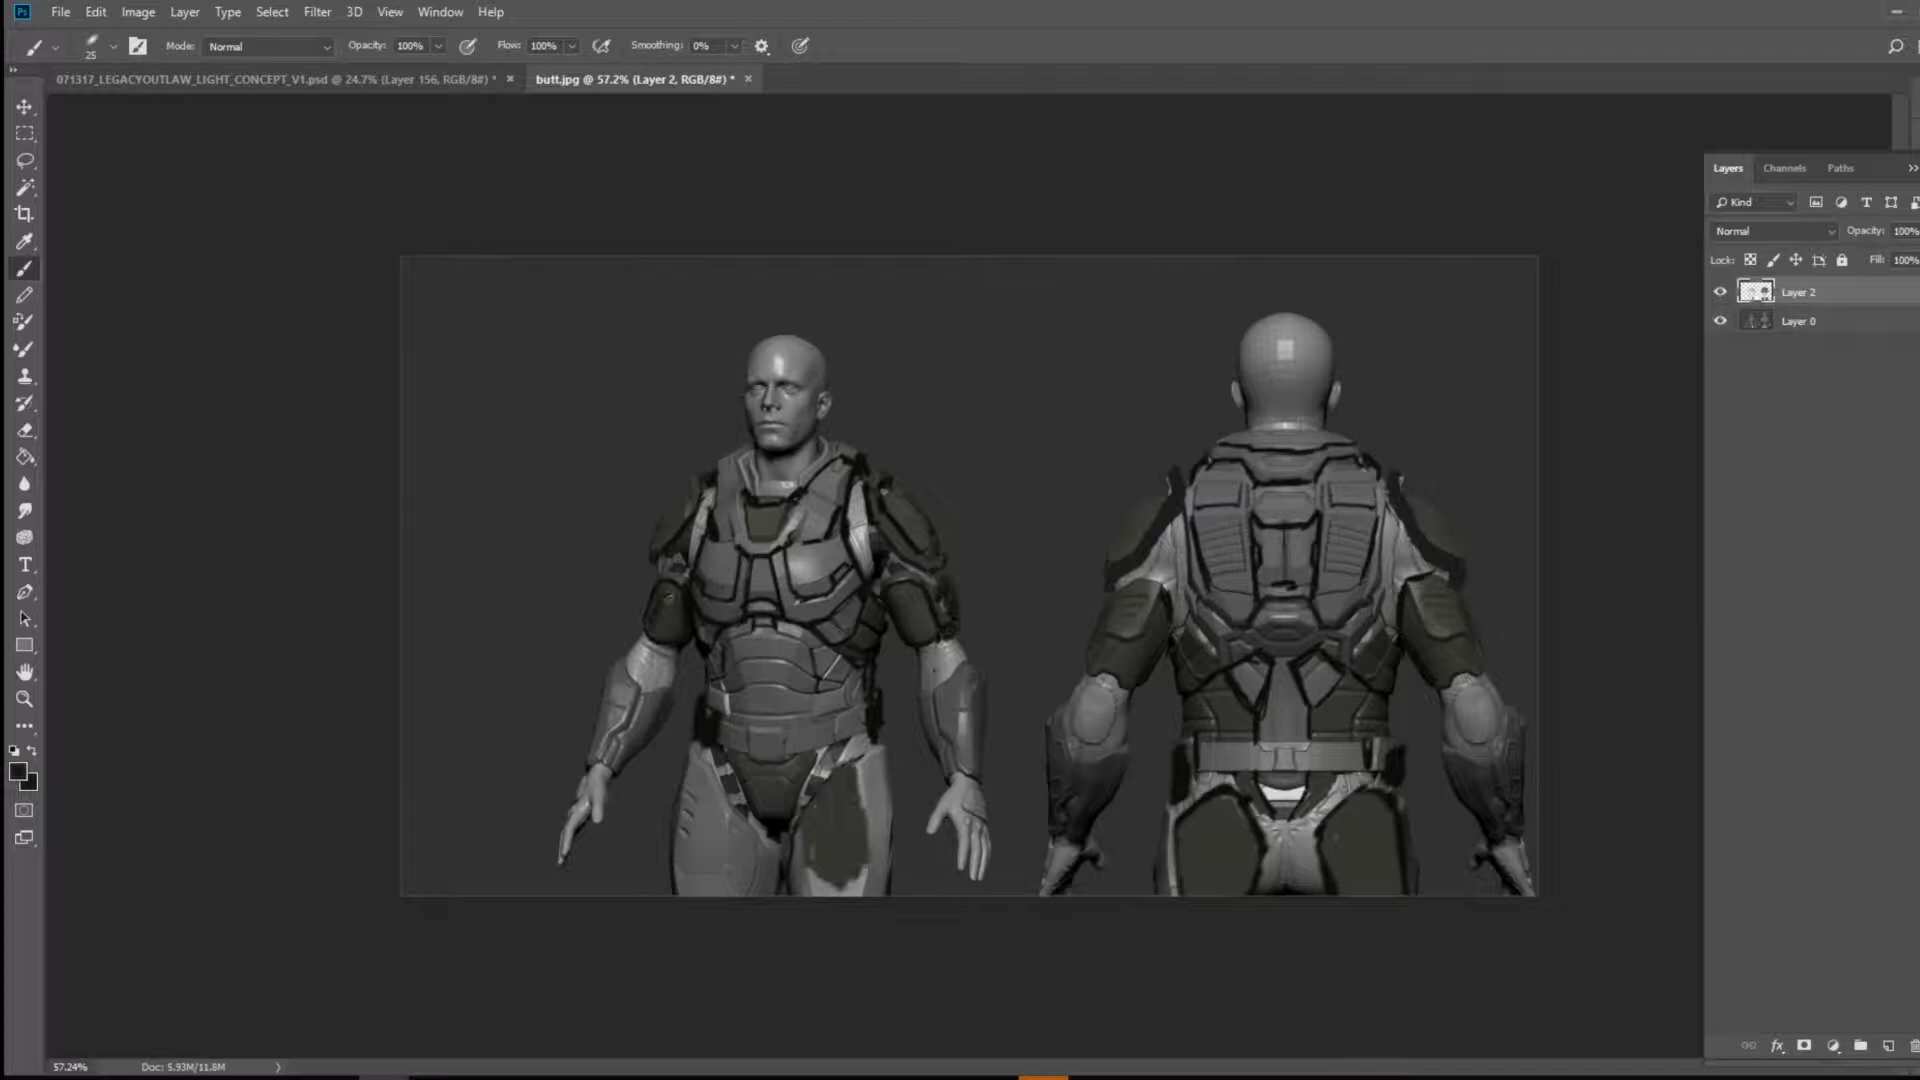 Ps File Edit Image Layer Type Select Filter 3D View Window Help
25 Mode: Normal Opacity: 100% Flow: 100% Smoothing: 0%
071317_LEGACYOUTLAW_LIGHT_CONCEPT_V1.psd @ 24.7% (Layer 156, RGB/8#) * butt.jpg @ 57.2% (Layer 2, RGB/8#) *
Layers Channels Paths
Kind
Normal Opacity: 100%
Lock: Fill: 100%
Layer 2
Layer 0
57.24% Doc: 5.93M/11.8M